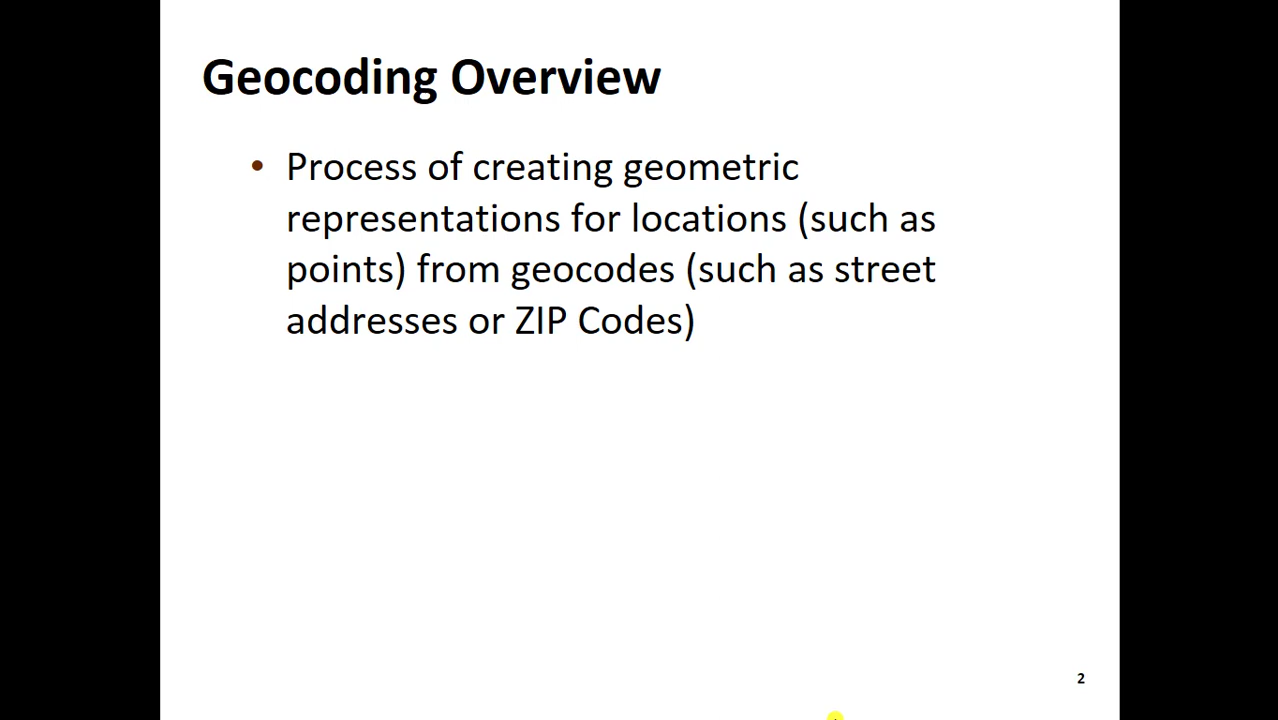 Geocoding Overview
• Process of creating geometric
representations for locations (such as
points) from geocodes (such as street
addresses or ZIP Codes)
2